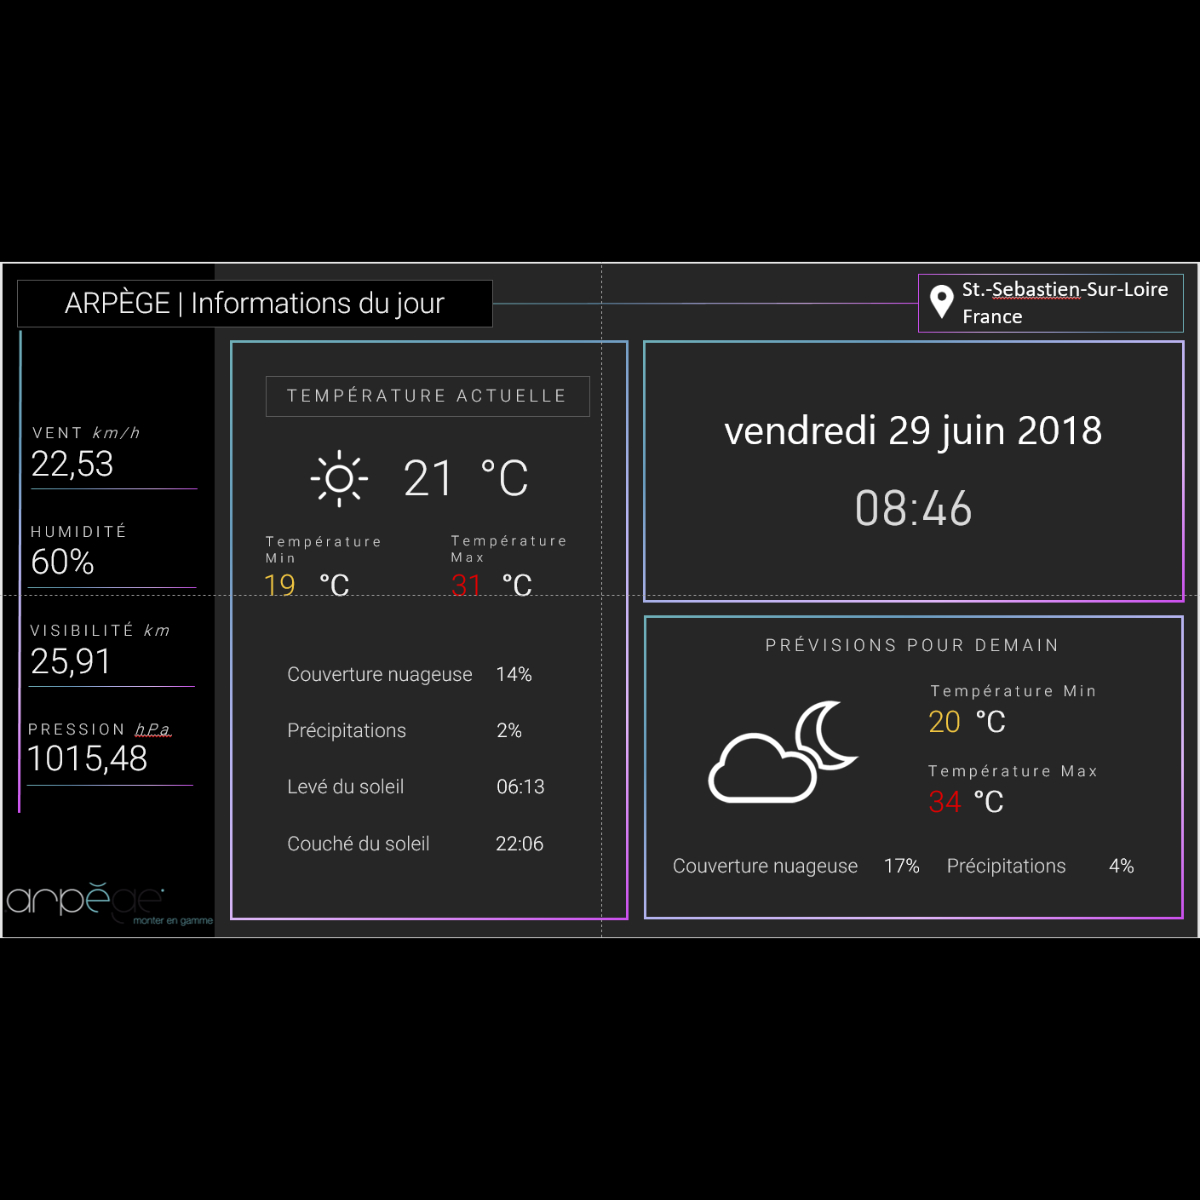 ARPÈGE | Informations du jour
St.-Sebastien-Sur-Loire
France
VENT km/h
22,53
HUMIDITÉ
60%
VISIBILITÉ km
25,91
PRESSION hPa
1015,48
arpège
monter en gamme
TEMPÉRATURE ACTUELLE
21 °C
Température Min
19 °C
Température Max
31 °C
Couverture nuageuse 14%
Précipitations 2%
Levé du soleil 06:13
Couché du soleil 22:06
vendredi 29 juin 2018
08:46
PRÉVISIONS POUR DEMAIN
Température Min
20 °C
Température Max
34 °C
Couverture nuageuse 17% Précipitations 4%